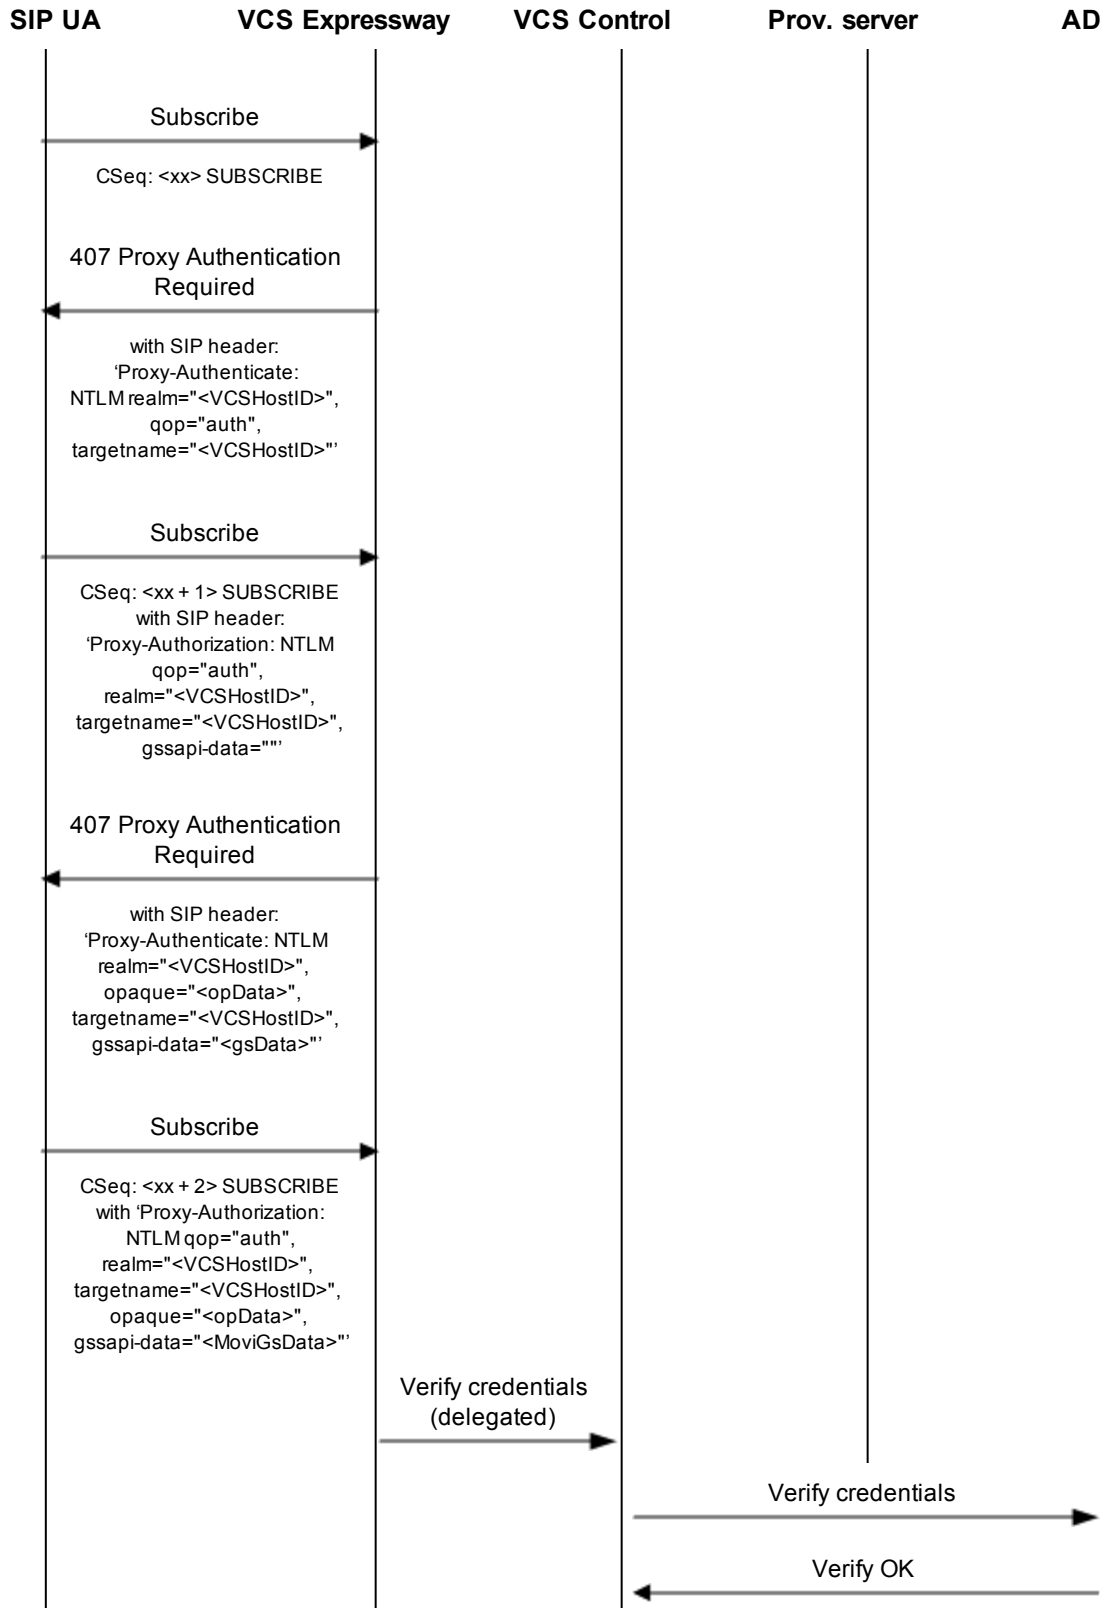 SIP UA VCS Expressway VCS Control Prov. server AD
Subscribe
CSeq: <xx> SUBSCRIBE
407 Proxy Authentication
Required
with SIP header:
‘Proxy-Authenticate:
NTLM realm="<VCSHostID>",
qop="auth",
targetname="<VCSHostID>"’
Subscribe
CSeq: <xx + 1> SUBSCRIBE
with SIP header:
‘Proxy-Authorization: NTLM
qop="auth",
realm="<VCSHostID>",
targetname="<VCSHostID>",
gssapi-data=""’
407 Proxy Authentication
Required
with SIP header:
‘Proxy-Authenticate: NTLM
realm="<VCSHostID>",
opaque="<opData>",
targetname="<VCSHostID>",
gssapi-data="<gsData>"’
Subscribe
CSeq: <xx + 2> SUBSCRIBE
with ‘Proxy-Authorization:
NTLM qop="auth",
realm="<VCSHostID>",
targetname="<VCSHostID>",
opaque="<opData>",
gssapi-data="<MoviGsData>"’
Verify credentials
(delegated)
Verify credentials
Verify OK